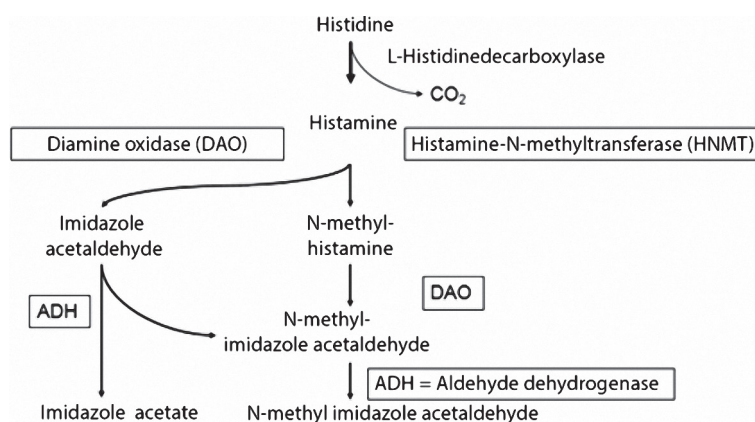 Histidine
L-Histidinedecarboxylase
CO₂
Histamine
Diamine oxidase (DAO)
Histamine-N-methyltransferase (HNMT)
Imidazole
acetaldehyde
N-methyl-
histamine
ADH
DAO
N-methyl-
imidazole acetaldehyde
ADH = Aldehyde dehydrogenase
Imidazole acetate
N-methyl imidazole acetaldehyde